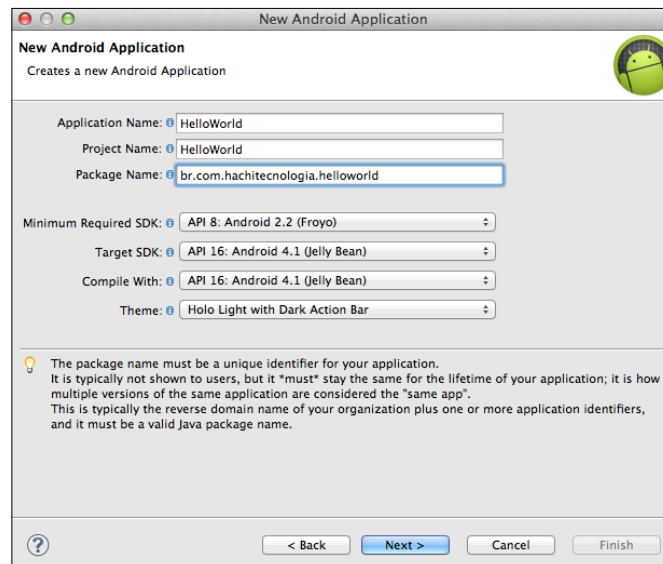 New Android Application
New Android Application
Creates a new Android Application
Application Name: HelloWorld
Project Name: HelloWorld
Package Name: br.com.hachitecnologia.helloworld
Minimum Required SDK: API 8: Android 2.2 (Froyo)
Target SDK: API 16: Android 4.1 (Jelly Bean)
Compile With: API 16: Android 4.1 (Jelly Bean)
Theme: Holo Light with Dark Action Bar
The package name must be a unique identifier for your application.
It is typically not shown to users, but it *must* stay the same for the lifetime of your application; it is how
multiple versions of the same application are considered the "same app".
This is typically the reverse domain name of your organization plus one or more application identifiers,
and it must be a valid Java package name.
? < Back Next > Cancel Finish